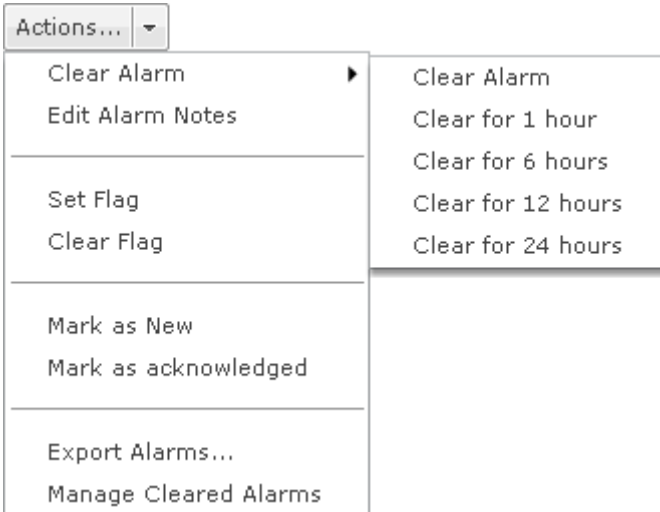 Actions...
Clear Alarm
Edit Alarm Notes
Set Flag
Clear Flag
Mark as New
Mark as acknowledged
Export Alarms...
Manage Cleared Alarms
Clear Alarm
Clear for 1 hour
Clear for 6 hours
Clear for 12 hours
Clear for 24 hours